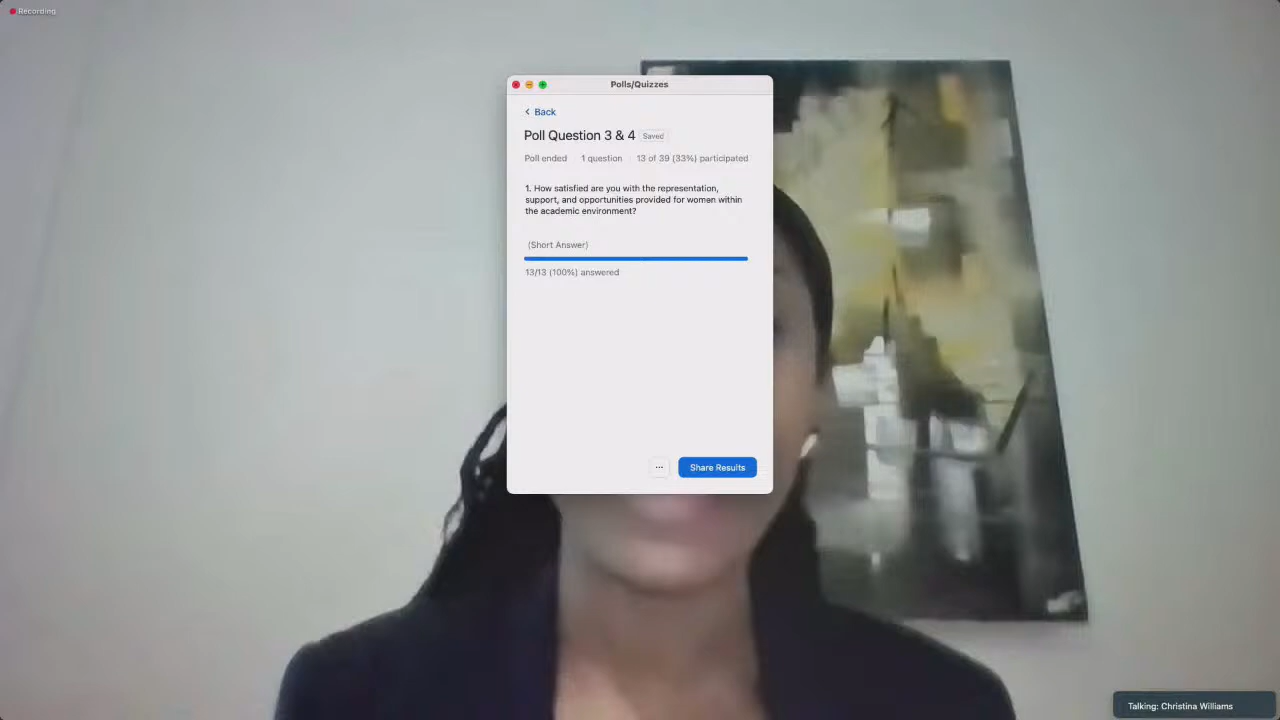 Recording
Polls/Quizzes
Back
Poll Question 3 & 4 Saved
Poll ended 1 question 13 of 39 (33%) participated
1. How satisfied are you with the representation,
support, and opportunities provided for women within
the academic environment?
(Short Answer)
13/13 (100%) answered
... Share Results
Talking: Christina Williams